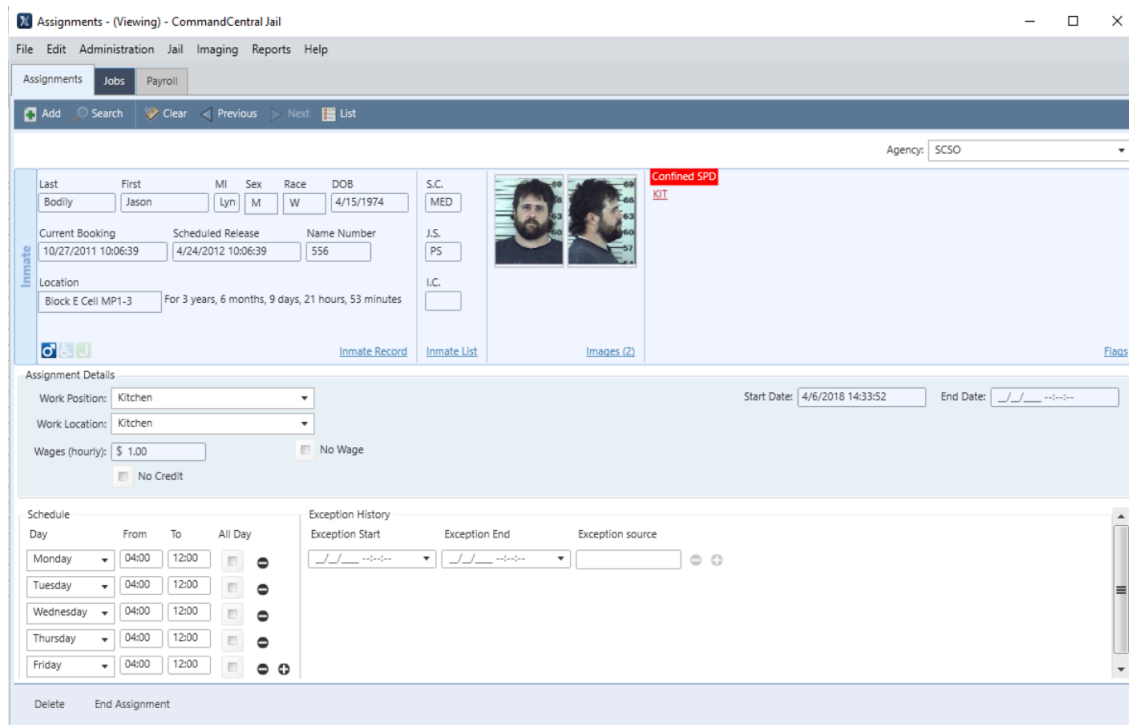 Assignments - (Viewing) - CommandCentral Jail
File Edit Administration Jail Imaging Reports Help
Assignments Jobs Payroll
Add Search Clear Previous Next List
Agency: SCSO
Inmate
Last First MI Sex Race DOB S.C.
Bodily Jason Lyn M W 4/15/1974 MED
Confined SPD
KIT
Current Booking Scheduled Release Name Number J.S.
10/27/2011 10:06:39 4/24/2012 10:06:39 556 PS
Location I.C.
Block E Cell MP1-3 For 3 years, 6 months, 9 days, 21 hours, 53 minutes
J Inmate Record Inmate List Images (2) Flags
Assignment Details
Work Position: Kitchen Start Date: 4/6/2018 14:33:52 End Date: _/_/___ --:--:--
Work Location: Kitchen
Wages (hourly): $ 1.00 No Wage
No Credit
Schedule Exception History
Day From To All Day Exception Start Exception End Exception source
Monday 04:00 12:00 _/_/___ --:--:-- _/_/___ --:--:--
Tuesday 04:00 12:00
Wednesday 04:00 12:00
Thursday 04:00 12:00
Friday 04:00 12:00
Delete End Assignment